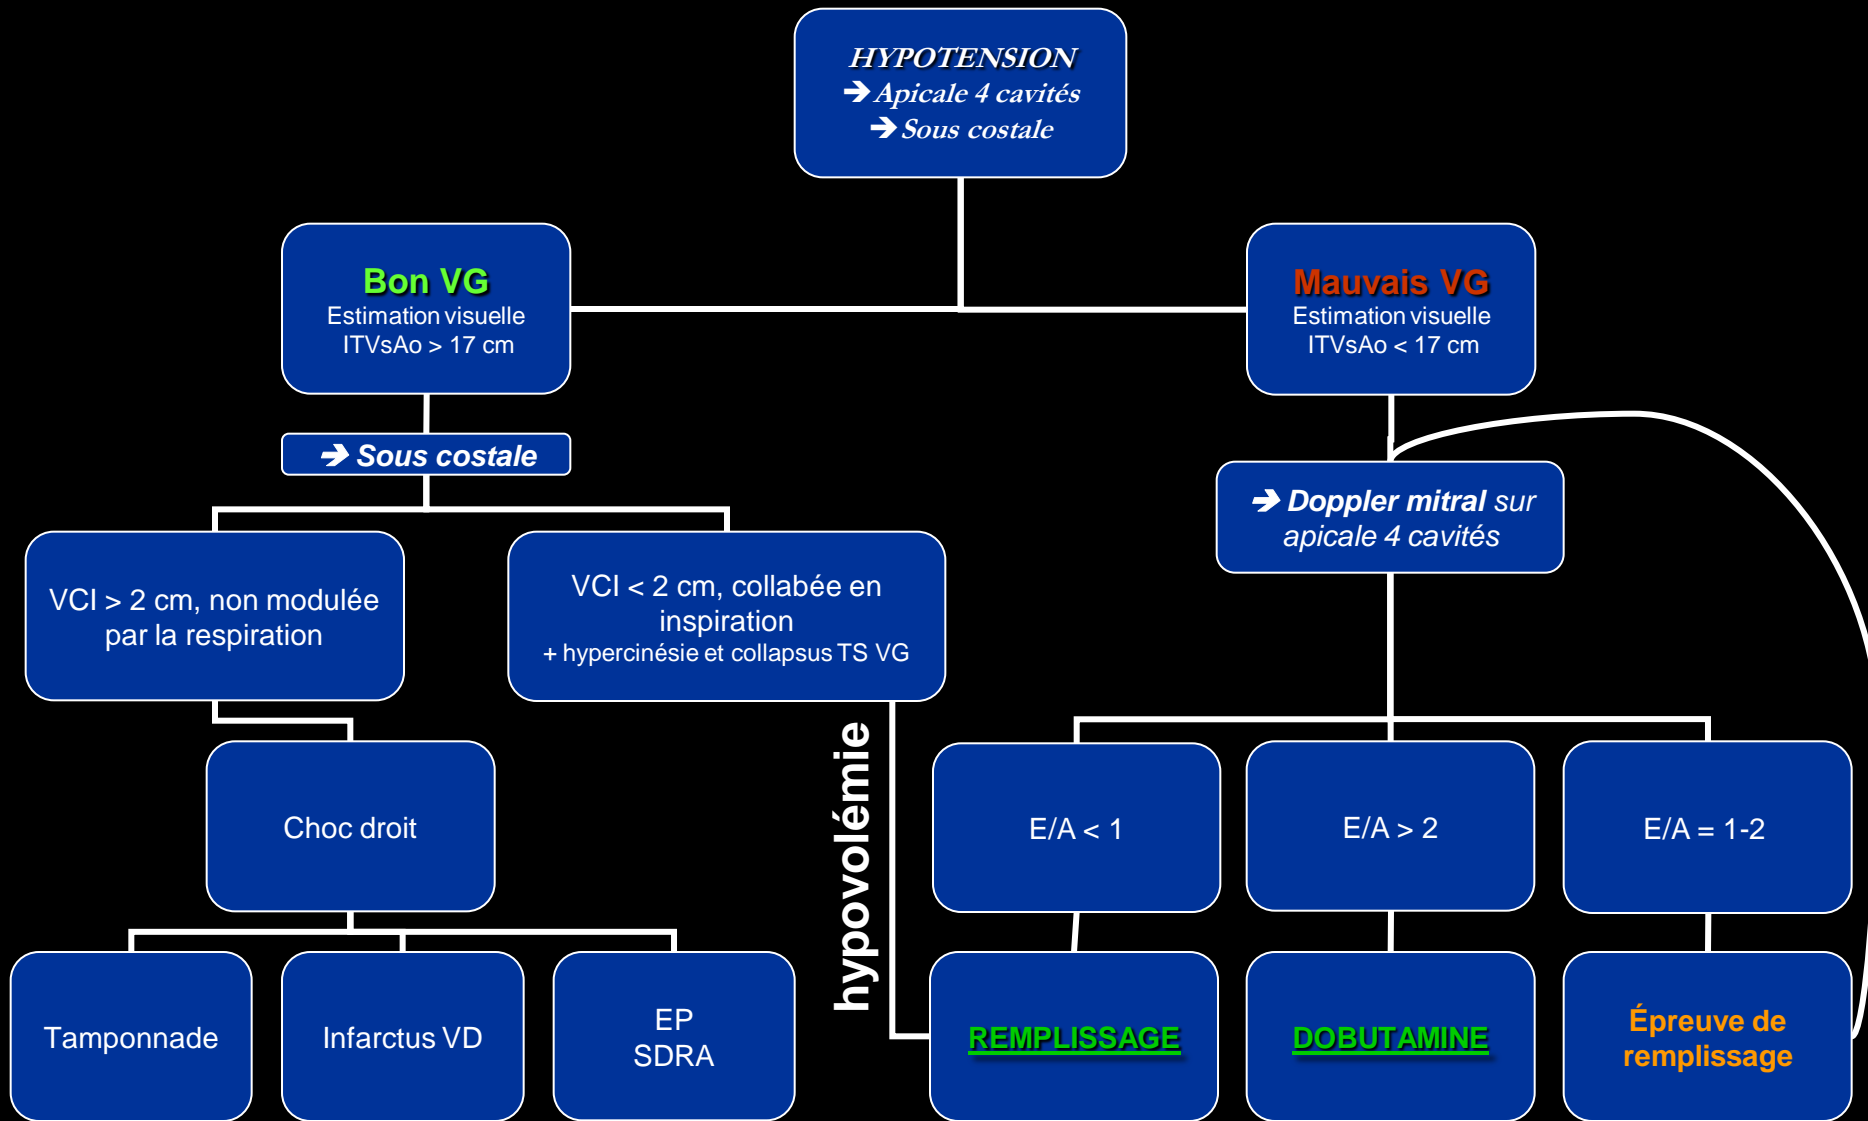 HYPOTENSION
➔ Apicale 4 cavités
➔ Sous costale
Bon VG
Estimation visuelle
ITVsAo > 17 cm
Mauvais VG
Estimation visuelle
ITVsAo < 17 cm
➔ Sous costale
➔ Doppler mitral sur
apicale 4 cavités
VCI > 2 cm, non modulée
par la respiration
VCI < 2 cm, collabée en
inspiration
+ hypercinésie et collapsus TS VG
hypovolémie
Choc droit
E/A < 1
E/A > 2
E/A = 1-2
Tamponnade
Infarctus VD
EP
SDRA
REMPLISSAGE
DOBUTAMINE
Épreuve de
remplissage